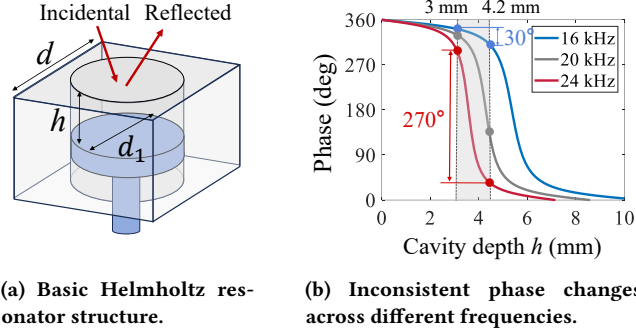 Incidental Reflected
d
h
d₁
(a) Basic Helmholtz res-
onator structure.
3 mm 4.2 mm
360
270
180
90
0
Phase (deg)
30°
270°
16 kHz
20 kHz
24 kHz
0 2 4 6 8 10
Cavity depth h (mm)
(b) Inconsistent phase changes
across different frequencies.